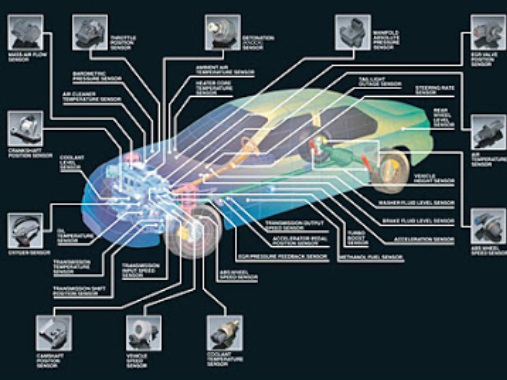 MASS AIR FLOW
SENSOR
THROTTLE
POSITION
SENSOR
DETONATION
(KNOCK)
SENSOR
MANIFOLD
ABSOLUTE
PRESSURE
SENSOR
EGR VALVE
POSITION
SENSOR
BAROMETRIC
PRESSURE SENSOR
AMBIENT AIR
TEMPERATURE SENSOR
TAIL LIGHT
OUTAGE SENSOR
AIR CLEANER
TEMPERATURE SENSOR
HEATER CORE
TEMPERATURE
SENSOR
STEERING RATE
SENSOR
REAR
WHEEL
LEVEL
SENSOR
CRANKSHAFT
POSITION SENSOR
AIR
TEMPERATURE
SENSOR
COOLANT
LEVEL
SENSOR
VEHICLE
HEIGHT SENSOR
WASHER FLUID LEVEL SENSOR
BRAKE FLUID LEVEL SENSOR
OXYGEN SENSOR
OIL
TEMPERATURE
SENSOR
TRANSMISSION OUTPUT
SPEED SENSOR
ACCELERATOR PEDAL
POSITION SENSOR
TURBO
BOOST
SENSOR
ACCELERATION SENSOR
ABS WHEEL
SPEED SENSOR
EGR PRESSURE FEEDBACK SENSOR
METHANOL FUEL SENSOR
TRANSMISSION
TEMPERATURE
SENSOR
TRANSMISSION
INPUT SPEED
SENSOR
ABS WHEEL
SPEED SENSOR
TRANSMISSION SHIFT
POSITION SENSOR
CAMSHAFT
POSITION
SENSOR
VEHICLE
SPEED
SENSOR
COOLANT
TEMPERATURE
SENSOR